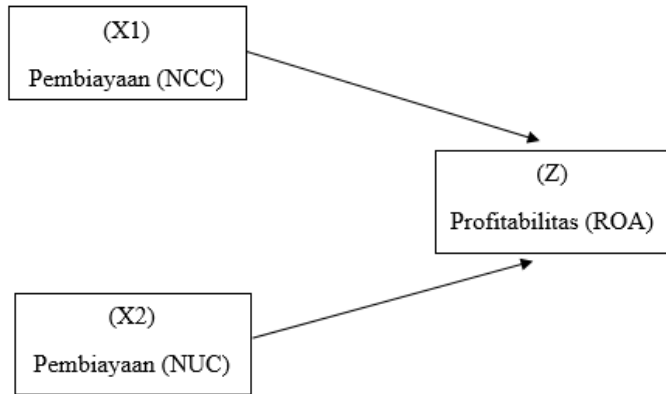 (X1)
Pembiayaan (NCC)
(Z)
Profitabilitas (ROA)
(X2)
Pembiayaan (NUC)